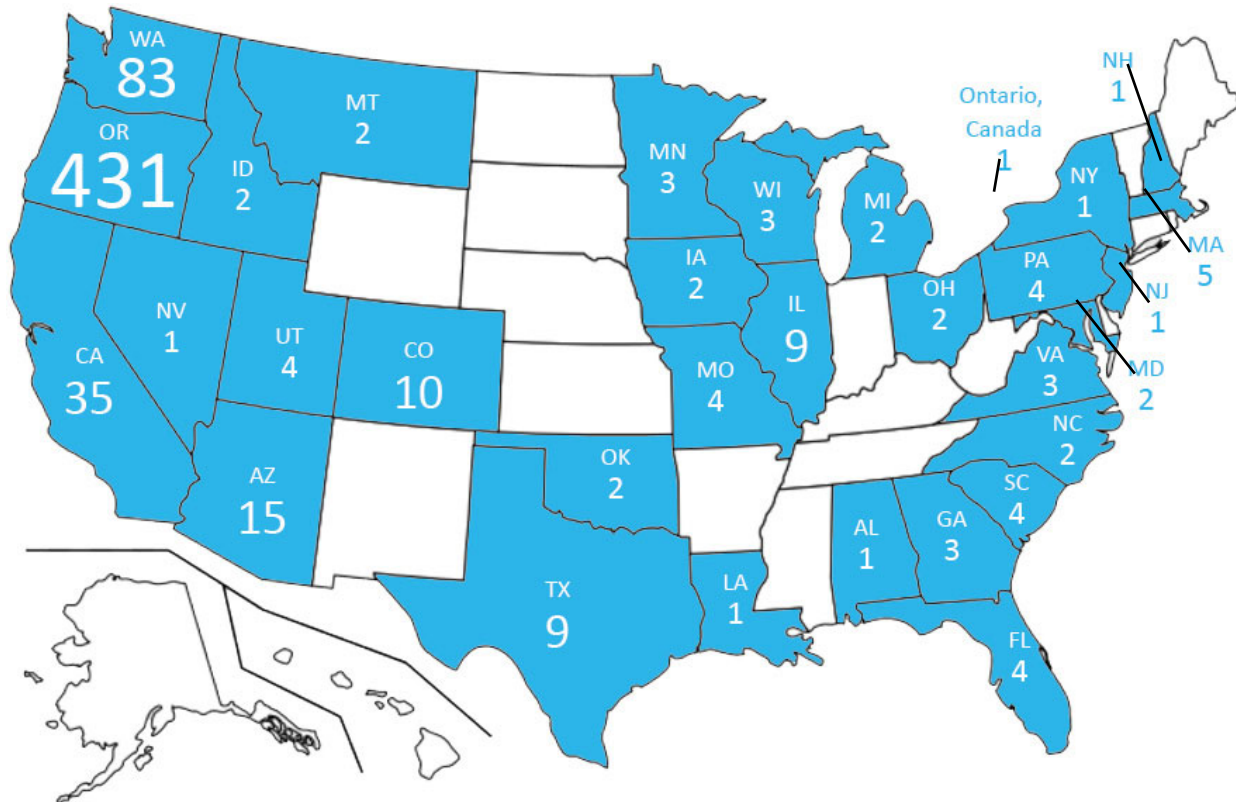 WA
83
OR
431
CA
35
NV
1
ID
2
MT
2
UT
4
AZ
15
CO
10
TX
9
OK
2
MN
3
IA
2
MO
4
WI
3
IL
9
LA
1
MI
2
OH
2
AL
1
GA
3
FL
4
SC
4
NC
2
VA
3
PA
4
NY
1
Ontario,
Canada
1
NH
1
MA
5
NJ
1
MD
2